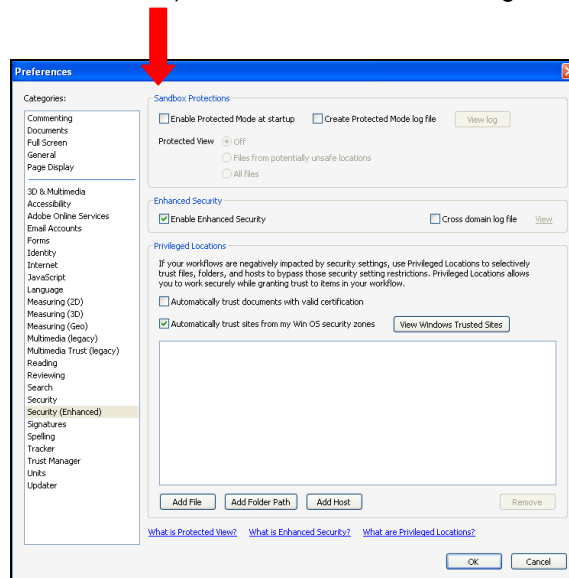 Preferences
Categories:
Commenting
Documents
Full Screen
General
Page Display
3D & Multimedia
Accessibility
Adobe Online Services
Email Accounts
Forms
Identity
Internet
JavaScript
Language
Measuring (2D)
Measuring (3D)
Measuring (Geo)
Multimedia (legacy)
Multimedia Trust (legacy)
Reading
Reviewing
Search
Security
Security (Enhanced)
Signatures
Spelling
Tracker
Trust Manager
Units
Updater
Sandbox Protections
Enable Protected Mode at startup Create Protected Mode log file View log
Protected View Off
Files from potentially unsafe locations
All files
Enhanced Security
Enable Enhanced Security Cross domain log file View
Privileged Locations
If your workflows are negatively impacted by security settings, use Privileged Locations to selectively
trust files, folders, and hosts to bypass those security setting restrictions. Privileged Locations allows
you to work securely while granting trust to items in your workflow.
Automatically trust documents with valid certification
Automatically trust sites from my Win OS security zones View Windows Trusted Sites
Add File Add Folder Path Add Host Remove
What is Protected View? What is Enhanced Security? What are Privileged Locations?
OK Cancel